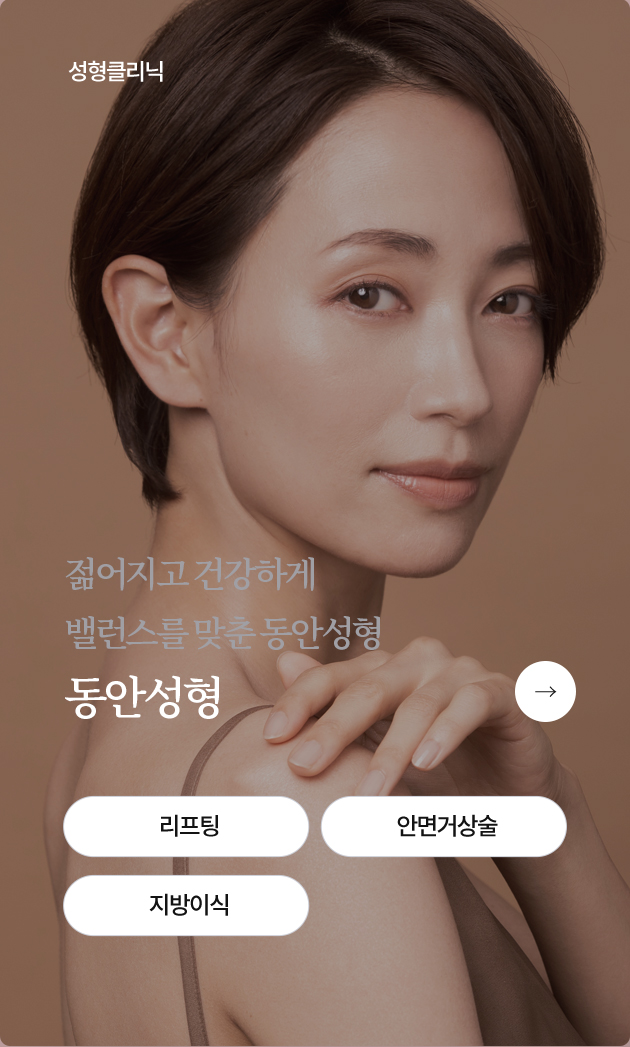 성형클리닉
젊어지고 건강하게
밸런스를 맞춘 동안성형
동안성형
리프팅
안면거상술
지방이식